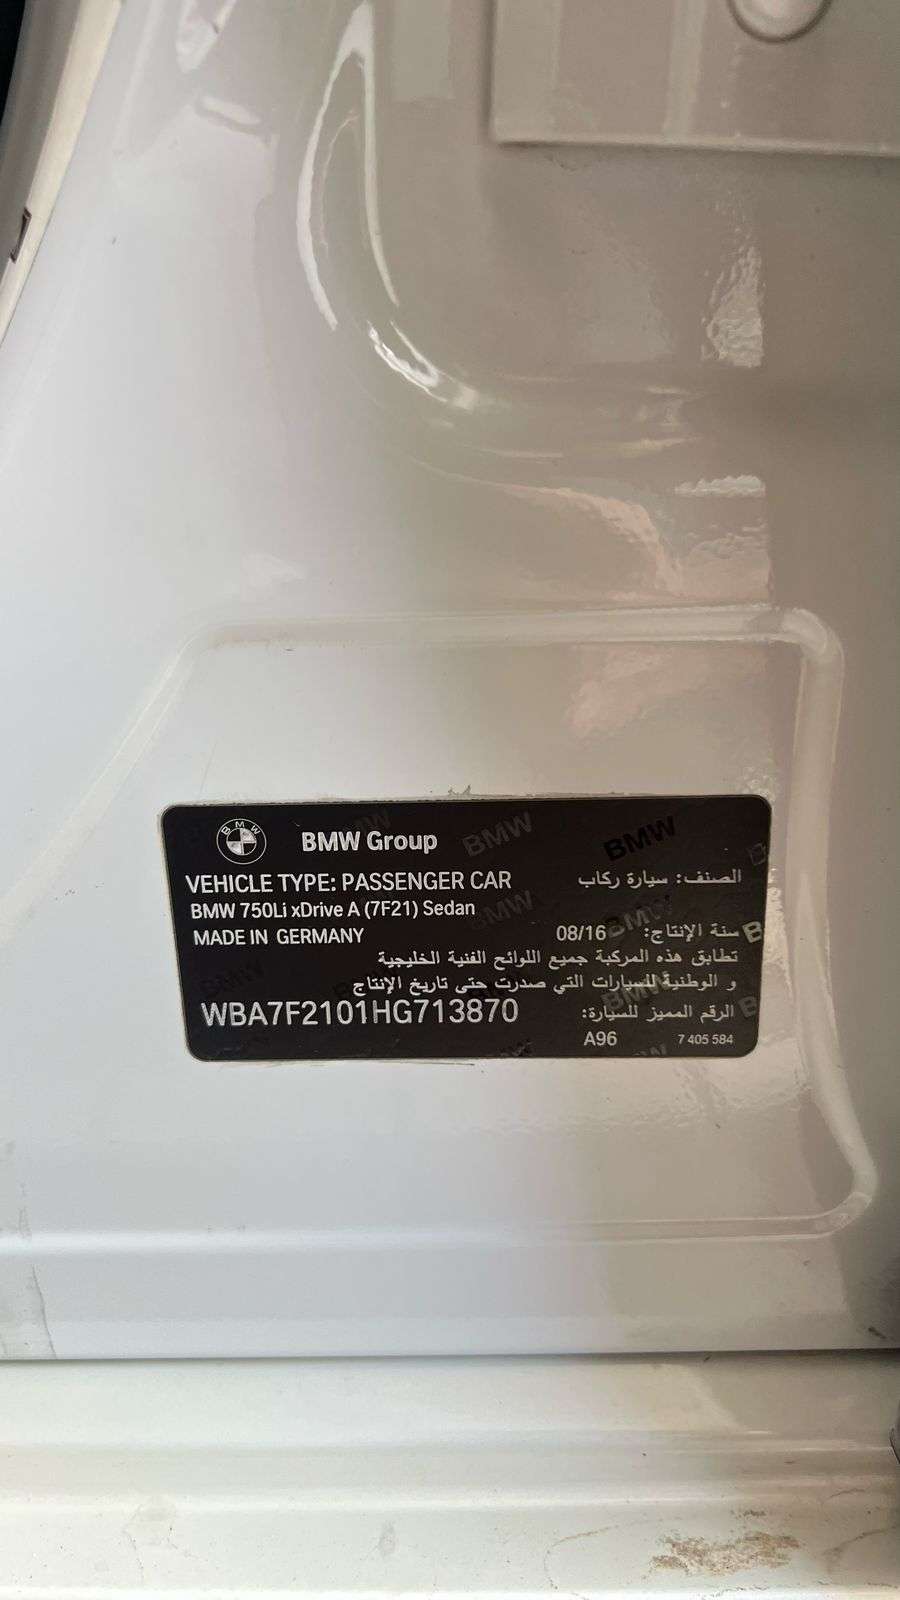 BMW
BMW Group
VEHICLE TYPE: PASSENGER CAR الصنف: سيارة ركاب
BMW 750Li xDrive A (7F21) Sedan
MADE IN GERMANY سنة الإنتاج: 08/16
تطابق هذه المركبة جميع اللوائح الفنية الخليجية
و الوطنية للسيارات التي صدرت حتى تاريخ الإنتاج
WBA7F2101HG713870 الرقم المميز للسيارة:
A96 7 405 584